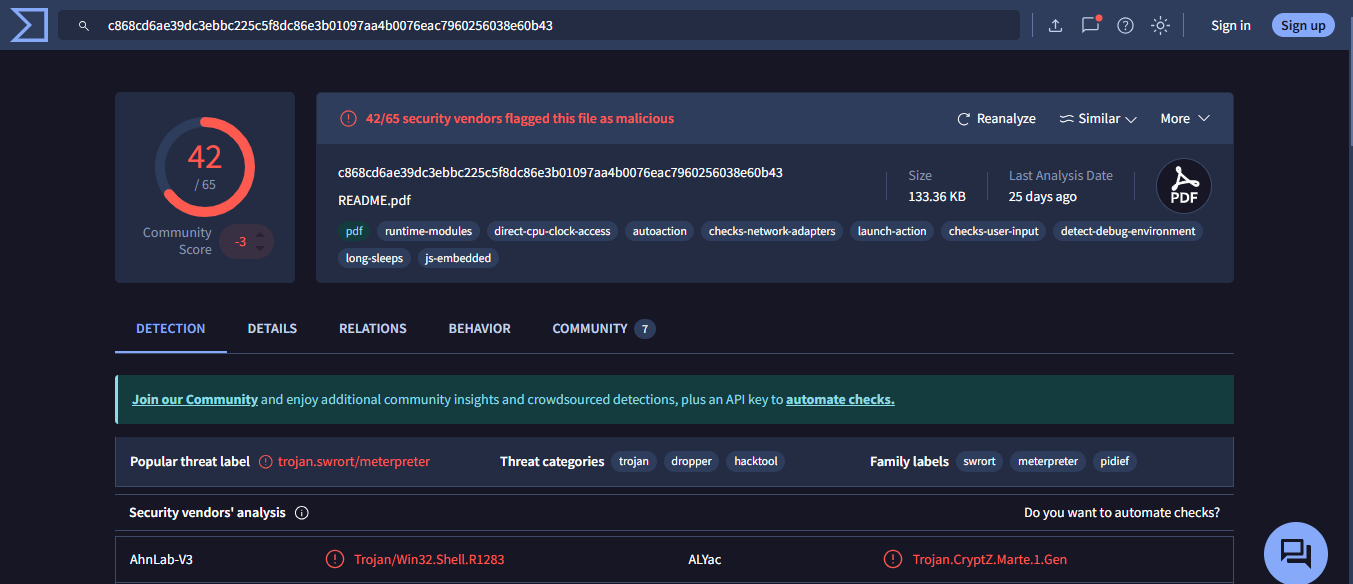 c868cd6ae39dc3ebbc225c5f8dc86e3b01097aa4b0076eac7960256038e60b43
Sign in
Sign up
42
/ 65
Community
Score
-3
42/65 security vendors flagged this file as malicious
Reanalyze
Similar
More
c868cd6ae39dc3ebbc225c5f8dc86e3b01097aa4b0076eac7960256038e60b43
README.pdf
Size
133.36 KB
Last Analysis Date
25 days ago
PDF
pdf runtime-modules direct-cpu-clock-access autoaction checks-network-adapters launch-action checks-user-input detect-debug-environment
long-sleeps js-embedded
DETECTION DETAILS RELATIONS BEHAVIOR COMMUNITY 7
Join our Community and enjoy additional community insights and crowdsourced detections, plus an API key to automate checks.
Popular threat label trojan.swrort/meterpreter Threat categories trojan dropper hacktool Family labels swrort meterpreter pidief
Security vendors' analysis Do you want to automate checks?
AhnLab-V3 Trojan/Win32.Shell.R1283 ALYac Trojan.CryptZ.Marte.1.Gen